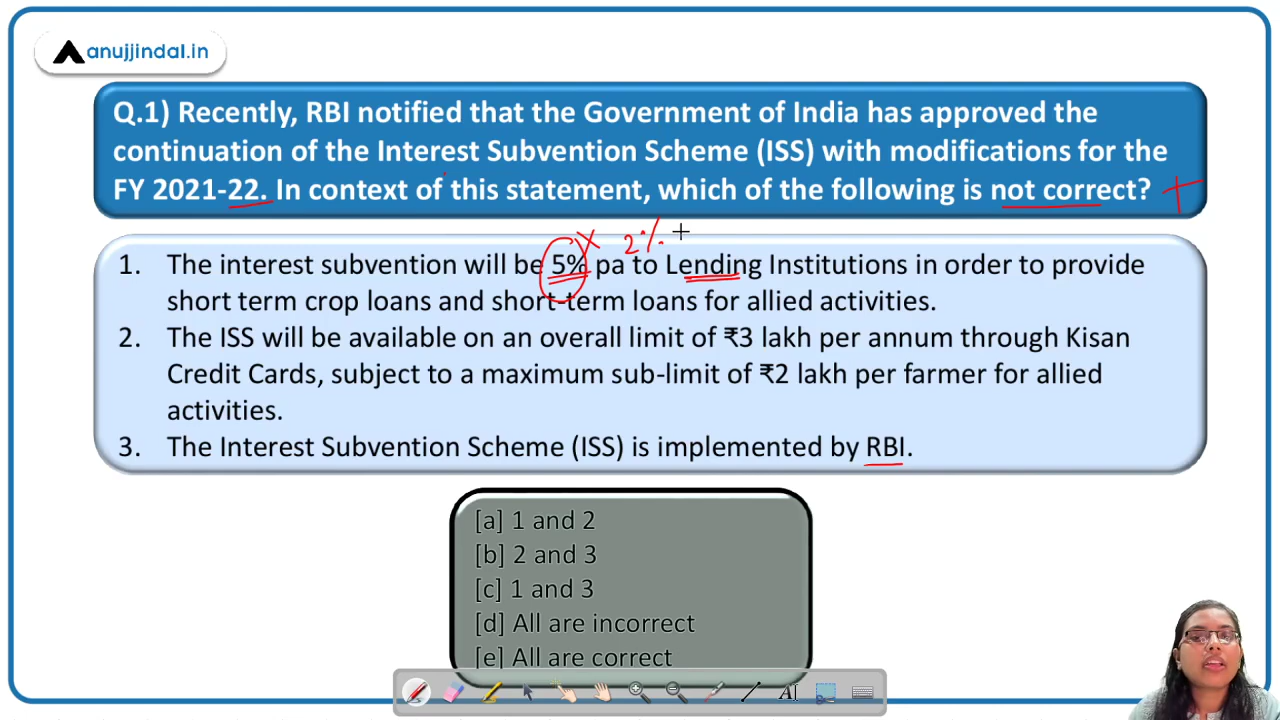 anujjindal.in
Q.1) Recently, RBI notified that the Government of India has approved the
continuation of the Interest Subvention Scheme (ISS) with modifications for the
FY 2021-22. In context of this statement, which of the following is not correct?
2%
1. The interest subvention will be 5% pa to Lending Institutions in order to provide
short term crop loans and short-term loans for allied activities.
2. The ISS will be available on an overall limit of ₹3 lakh per annum through Kisan
Credit Cards, subject to a maximum sub-limit of ₹2 lakh per farmer for allied
activities.
3. The Interest Subvention Scheme (ISS) is implemented by RBI.
[a] 1 and 2
[b] 2 and 3
[c] 1 and 3
[d] All are incorrect
[e] All are correct